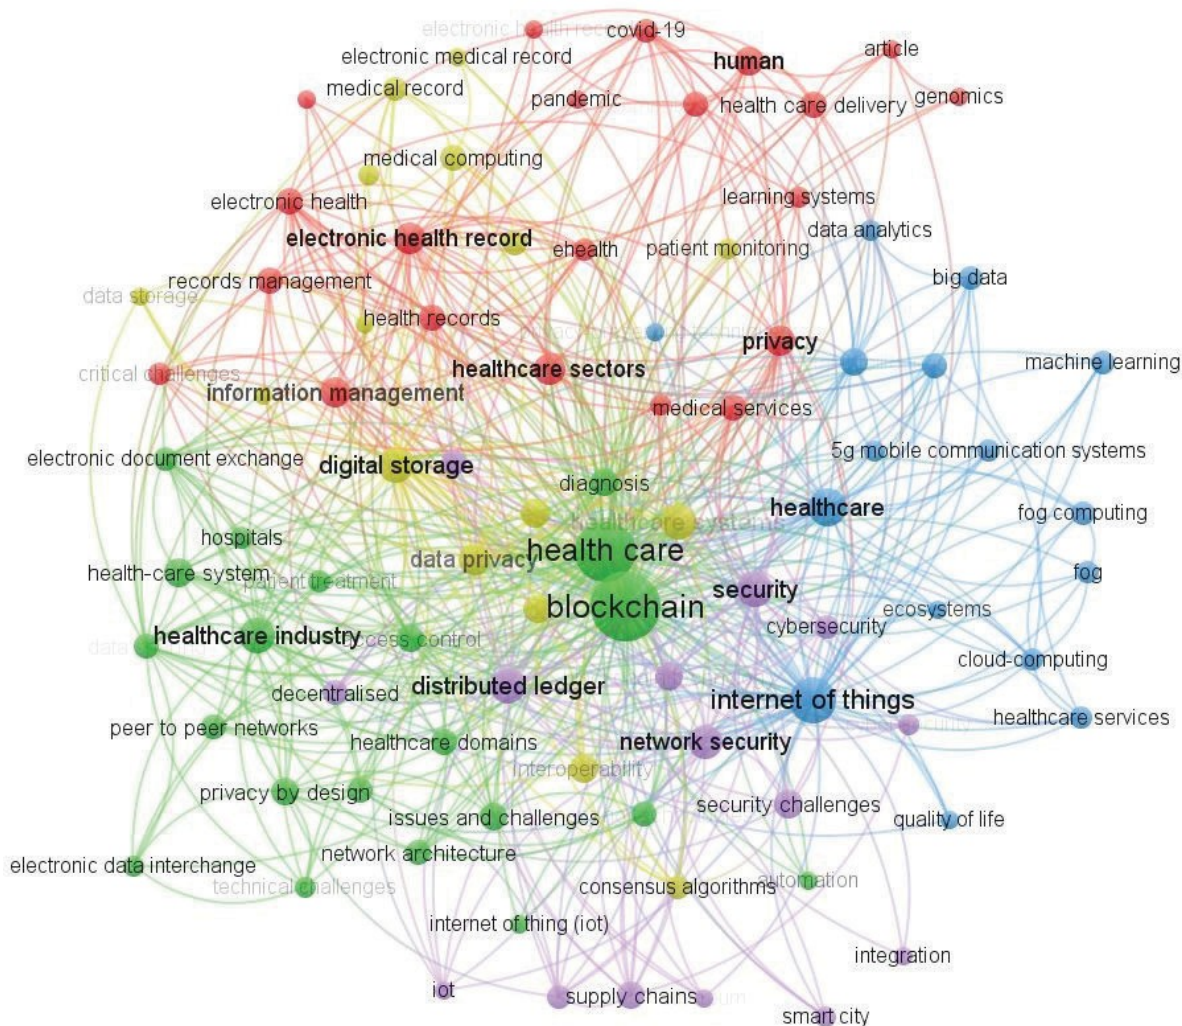 electronic health record
covid-19
human
article
electronic medical record
medical record
pandemic
health care delivery
genomics
medical computing
electronic health
learning systems
data analytics
electronic health record
ehealth
patient monitoring
records management
big data
data storage
health records
privacy
machine learning
critical challenges
healthcare sectors
information management
medical services
electronic document exchange
digital storage
5g mobile communication systems
diagnosis
healthcare
fog computing
healthcare systems
hospitals
health care
data privacy
health-care system
patient treatment
security
fog
blockchain
ecosystems
healthcare industry
access control
cybersecurity
cloud-computing
decentralised
distributed ledger
internet of things
healthcare services
peer to peer networks
healthcare domains
network security
interoperability
privacy by design
security challenges
issues and challenges
quality of life
network architecture
electronic data interchange
technical challenges
consensus algorithms
automation
internet of thing (iot)
integration
iot
supply chains
smart city